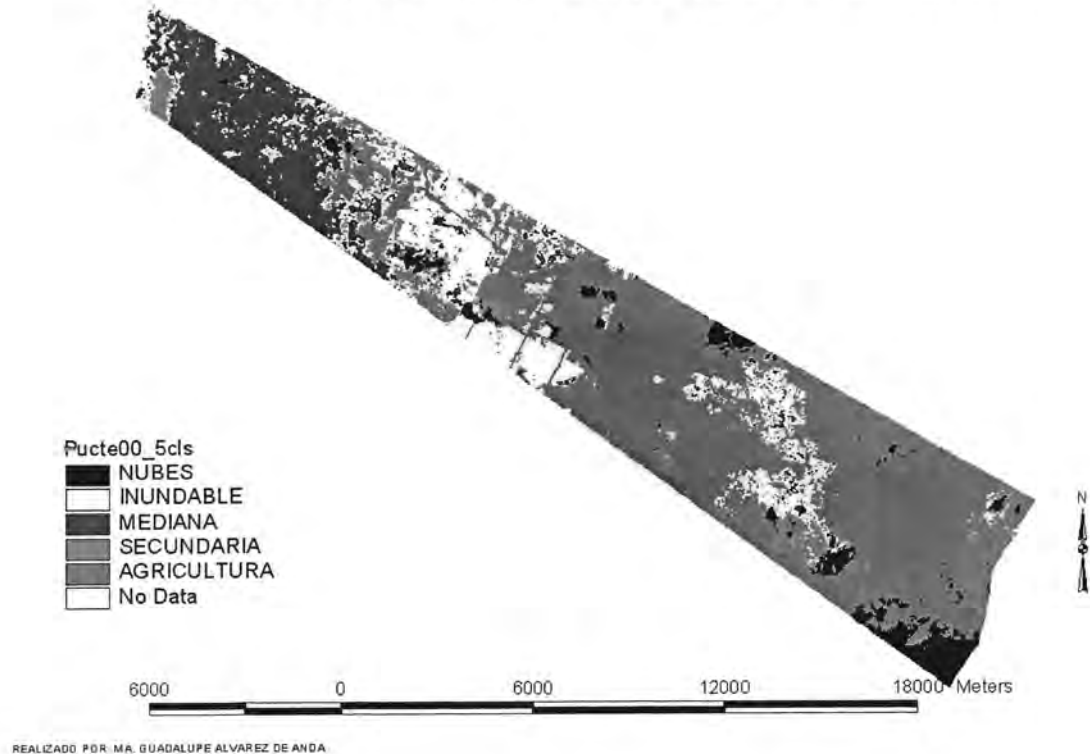 Pucte00_5cls
NUBES
INUNDABLE
MEDIANA
SECUNDARIA
AGRICULTURA
No Data
N
6000 0 6000 12000 18000 Meters
REALIZADO POR MA. GUADALUPE ALVAREZ DE ANDA